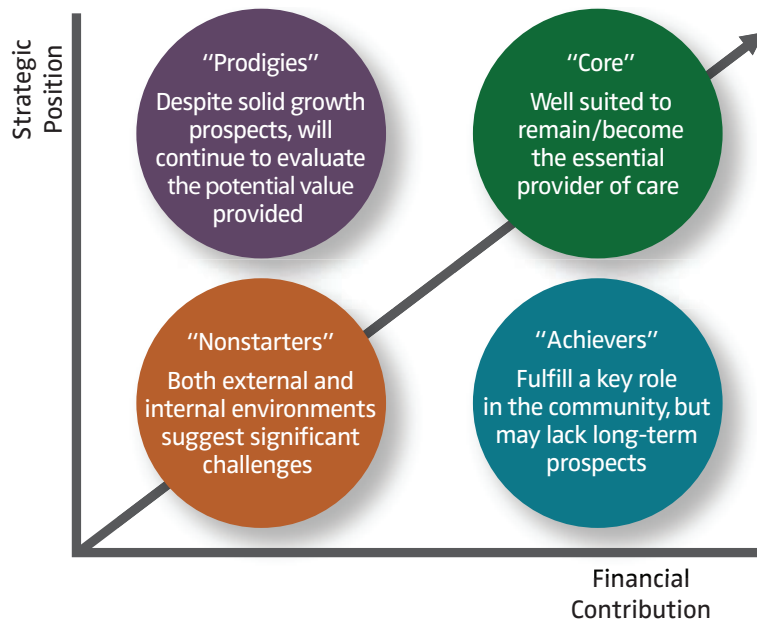 Strategic
Position
“Prodigies”
Despite solid growth
prospects, will
continue to evaluate
the potential value
provided
“Core”
Well suited to
remain/become
the essential
provider of care
“Nonstarters”
Both external and
internal environments
suggest significant
challenges
“Achievers”
Fulfill a key role
in the community, but
may lack long-term
prospects
Financial
Contribution